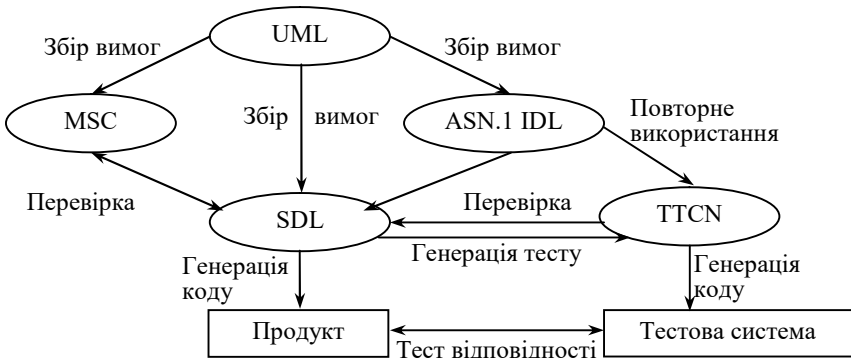 UML
Збір вимог
Збір вимог
MSC
Збір вимог
ASN.1 IDL
Повторне
використання
Перевірка
SDL
Перевірка
TTCN
Генерація тесту
Генерація
коду
Генерація
коду
Продукт
Тестова система
Тест відповідності